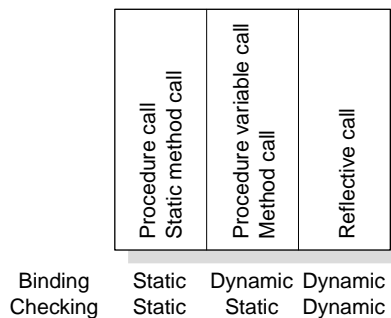 Procedure call
Static method call
Procedure variable call
Method call
Reflective call
Binding Static Dynamic Dynamic
Checking Static Static Dynamic